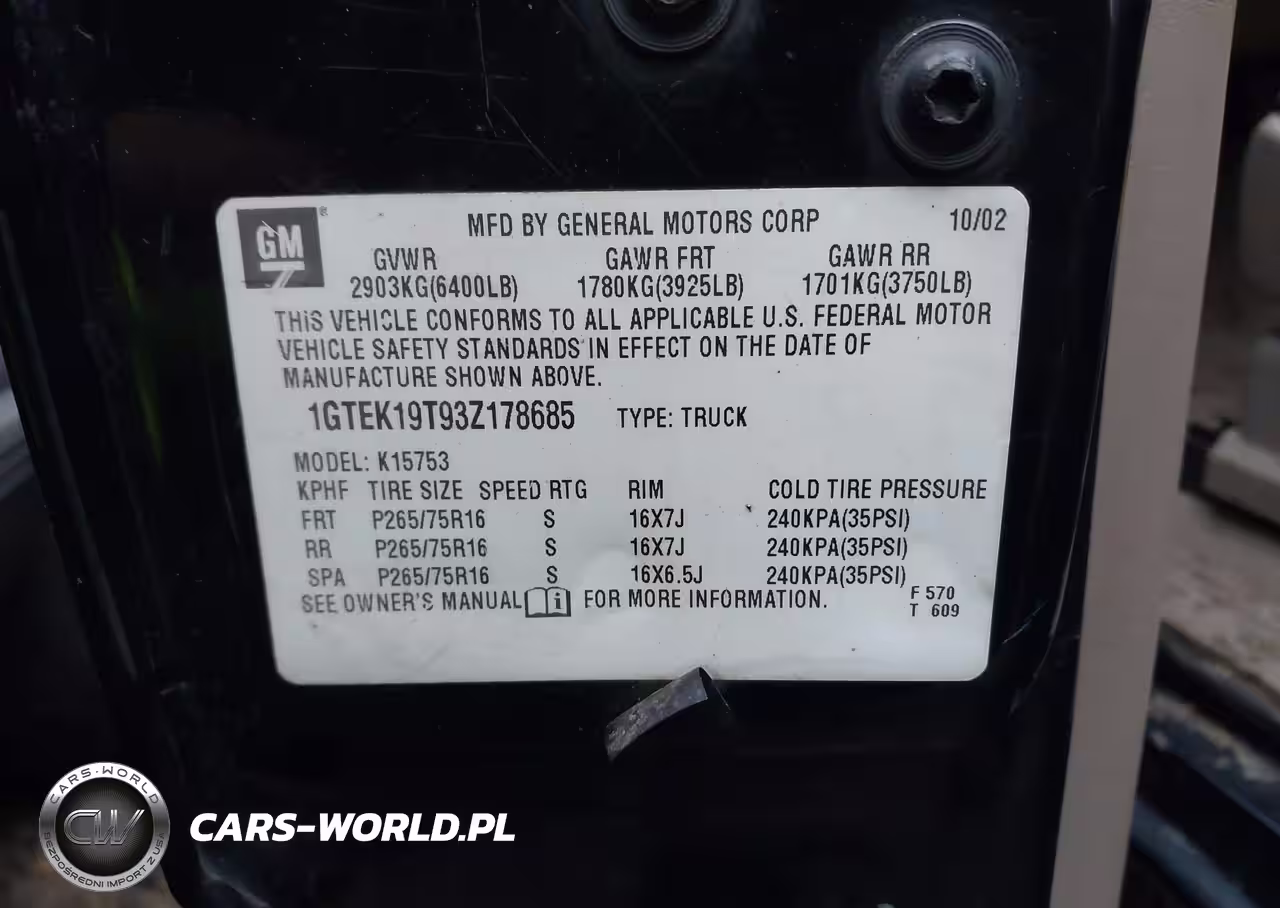 GM ® MFD BY GENERAL MOTORS CORP 10/02
GVWR GAWR FRT GAWR RR
2903KG(6400LB) 1780KG(3925LB) 1701KG(3750LB)
THIS VEHICLE CONFORMS TO ALL APPLICABLE U.S. FEDERAL MOTOR
VEHICLE SAFETY STANDARDS IN EFFECT ON THE DATE OF
MANUFACTURE SHOWN ABOVE.
1GTEK19T93Z178685 TYPE: TRUCK
MODEL: K15753
KPHF TIRE SIZE SPEED RTG RIM COLD TIRE PRESSURE
FRT P265/75R16 S 16X7J 240KPA(35PSI)
RR P265/75R16 S 16X7J 240KPA(35PSI)
SPA P265/75R16 S 16X6.5J 240KPA(35PSI)
SEE OWNER'S MANUAL i FOR MORE INFORMATION. F 570
T 609
CARS-WORLD
CW
BEZPOŚREDNI IMPORT Z USA
CARS-WORLD.PL